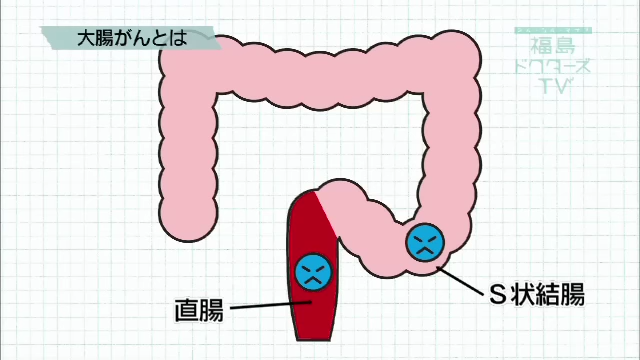 大腸がんとは
福島
ドクターズ
TV
S状結腸
直腸